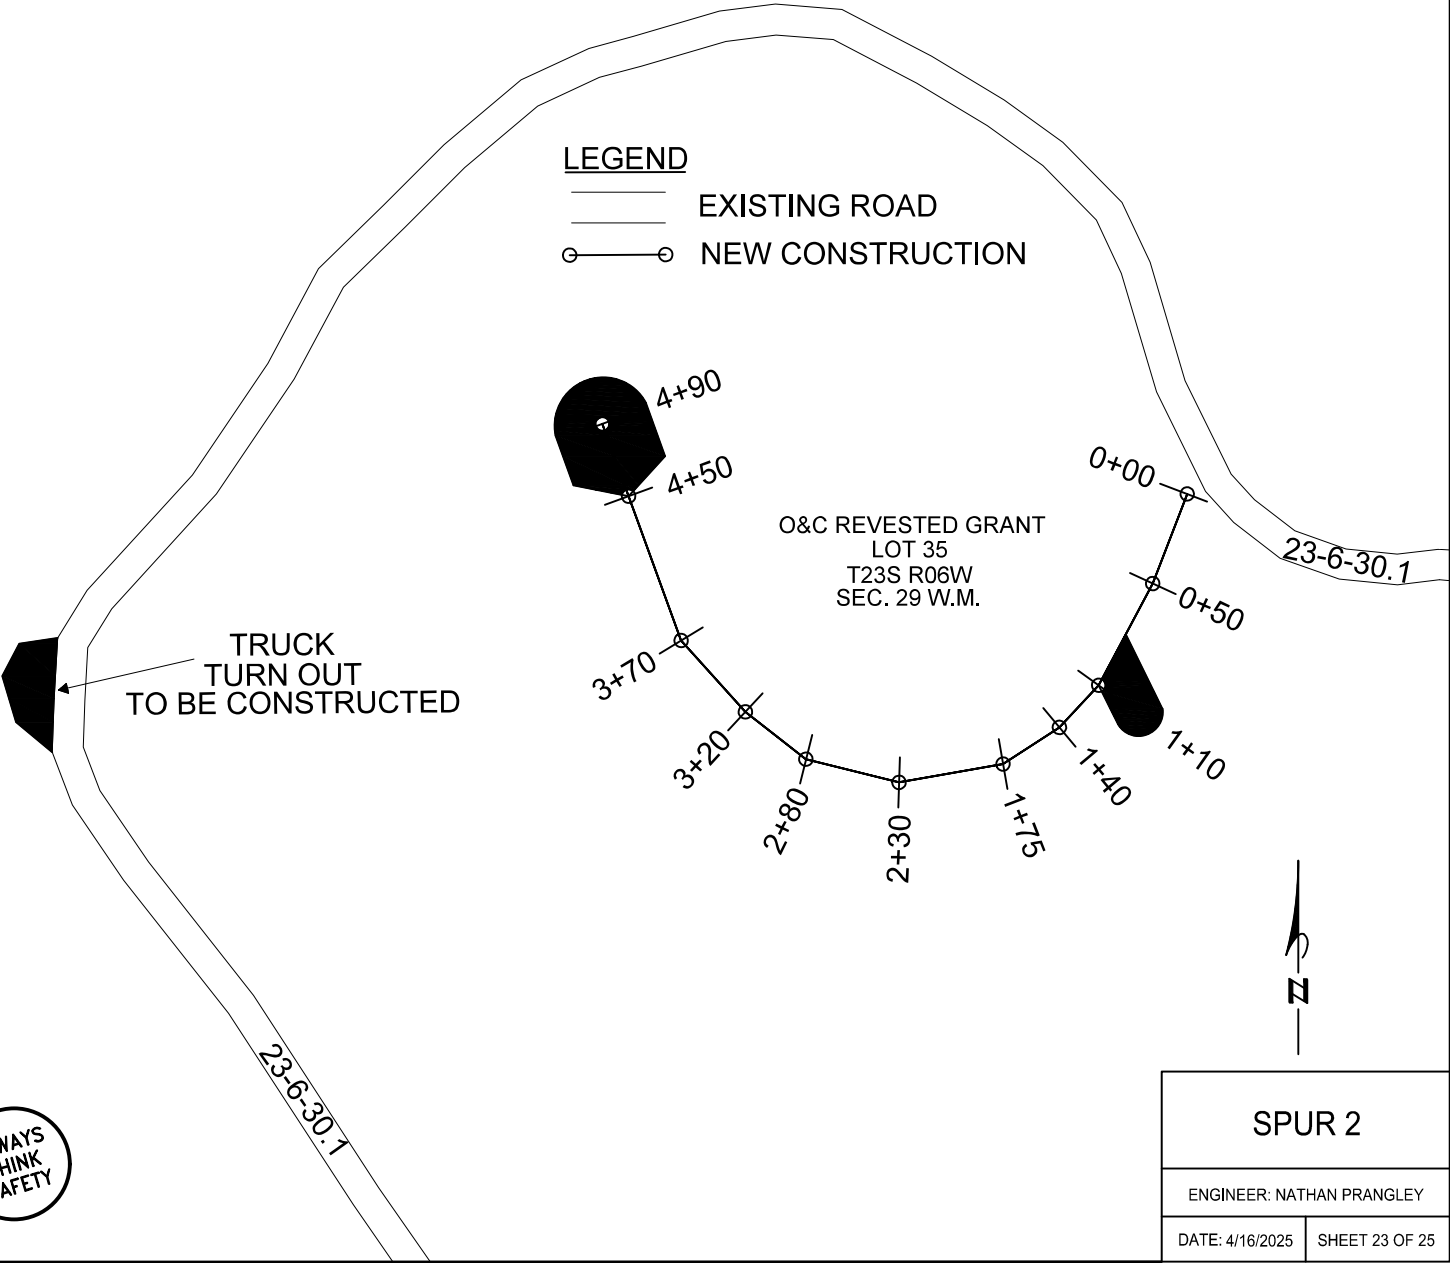 LEGEND
EXISTING ROAD
NEW CONSTRUCTION
4+90
4+50
0+00
O&C REVESTED GRANT
LOT 35
T23S R06W
SEC. 29 W.M.
23-6-30.1
0+50
TRUCK
TURN OUT
TO BE CONSTRUCTED
3+70
3+20
2+80
2+30
1+75
1+40
1+10
N
23-6-30.1
SPUR 2
ENGINEER: NATHAN PRANGLEY
DATE: 4/16/2025
SHEET 23 OF 25